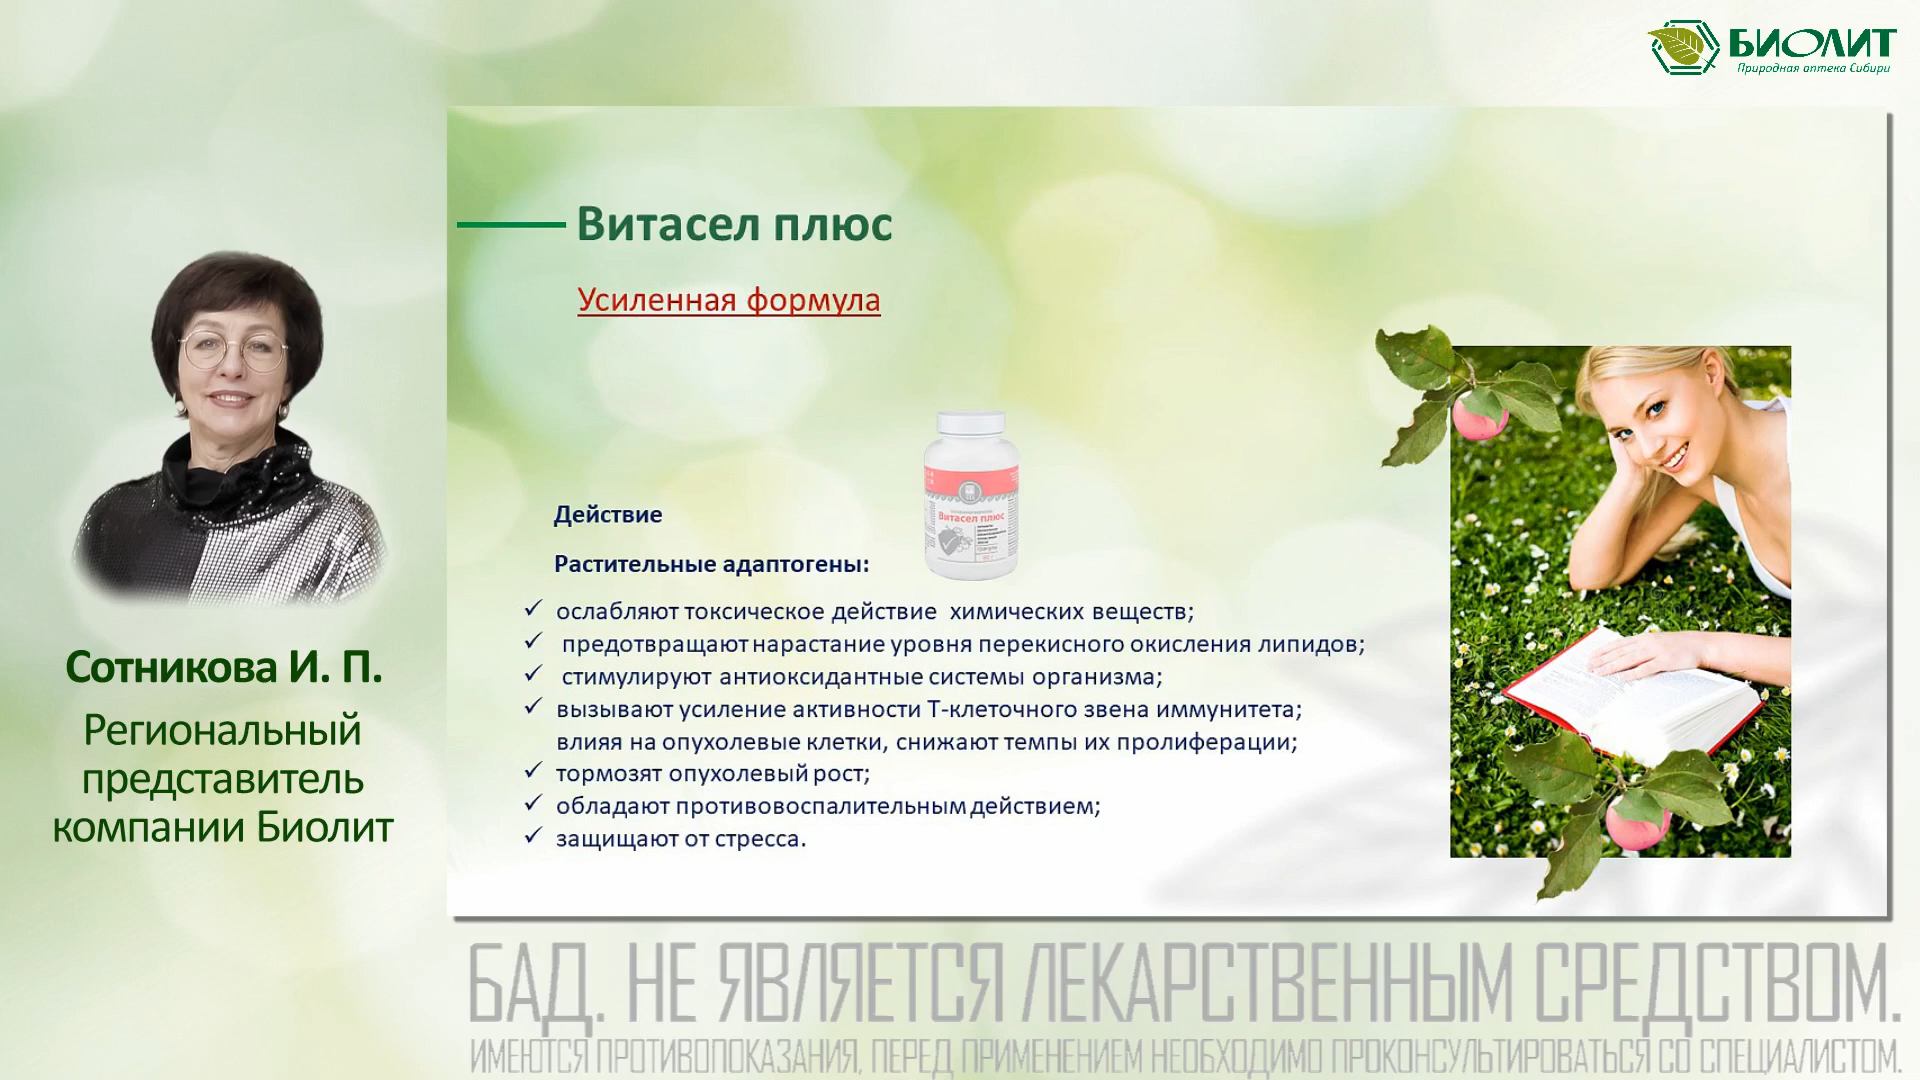 БИОЛИТ
Природная аптека Сибири
Витасел плюс
Усиленная формула
Витасел плюс
Действие
Растительные адаптогены:
✓ ослабляют токсическое действие химических веществ;
✓ предотвращают нарастание уровня перекисного окисления липидов;
✓ стимулируют антиоксидантные системы организма;
✓ вызывают усиление активности Т-клеточного звена иммунитета;
влияя на опухолевые клетки, снижают темпы их пролиферации;
✓ тормозят опухолевый рост;
✓ обладают противовоспалительным действием;
✓ защищают от стресса.
Сотникова И. П.
Региональный
представитель
компании Биолит
БАД. НЕ ЯВЛЯЕТСЯ ЛЕКАРСТВЕННЫМ СРЕДСТВОМ.
ИМЕЮТСЯ ПРОТИВОПОКАЗАНИЯ, ПЕРЕД ПРИМЕНЕНИЕМ НЕОБХОДИМО ПРОКОНСУЛЬТИРОВАТЬСЯ СО СПЕЦИАЛИСТОМ.